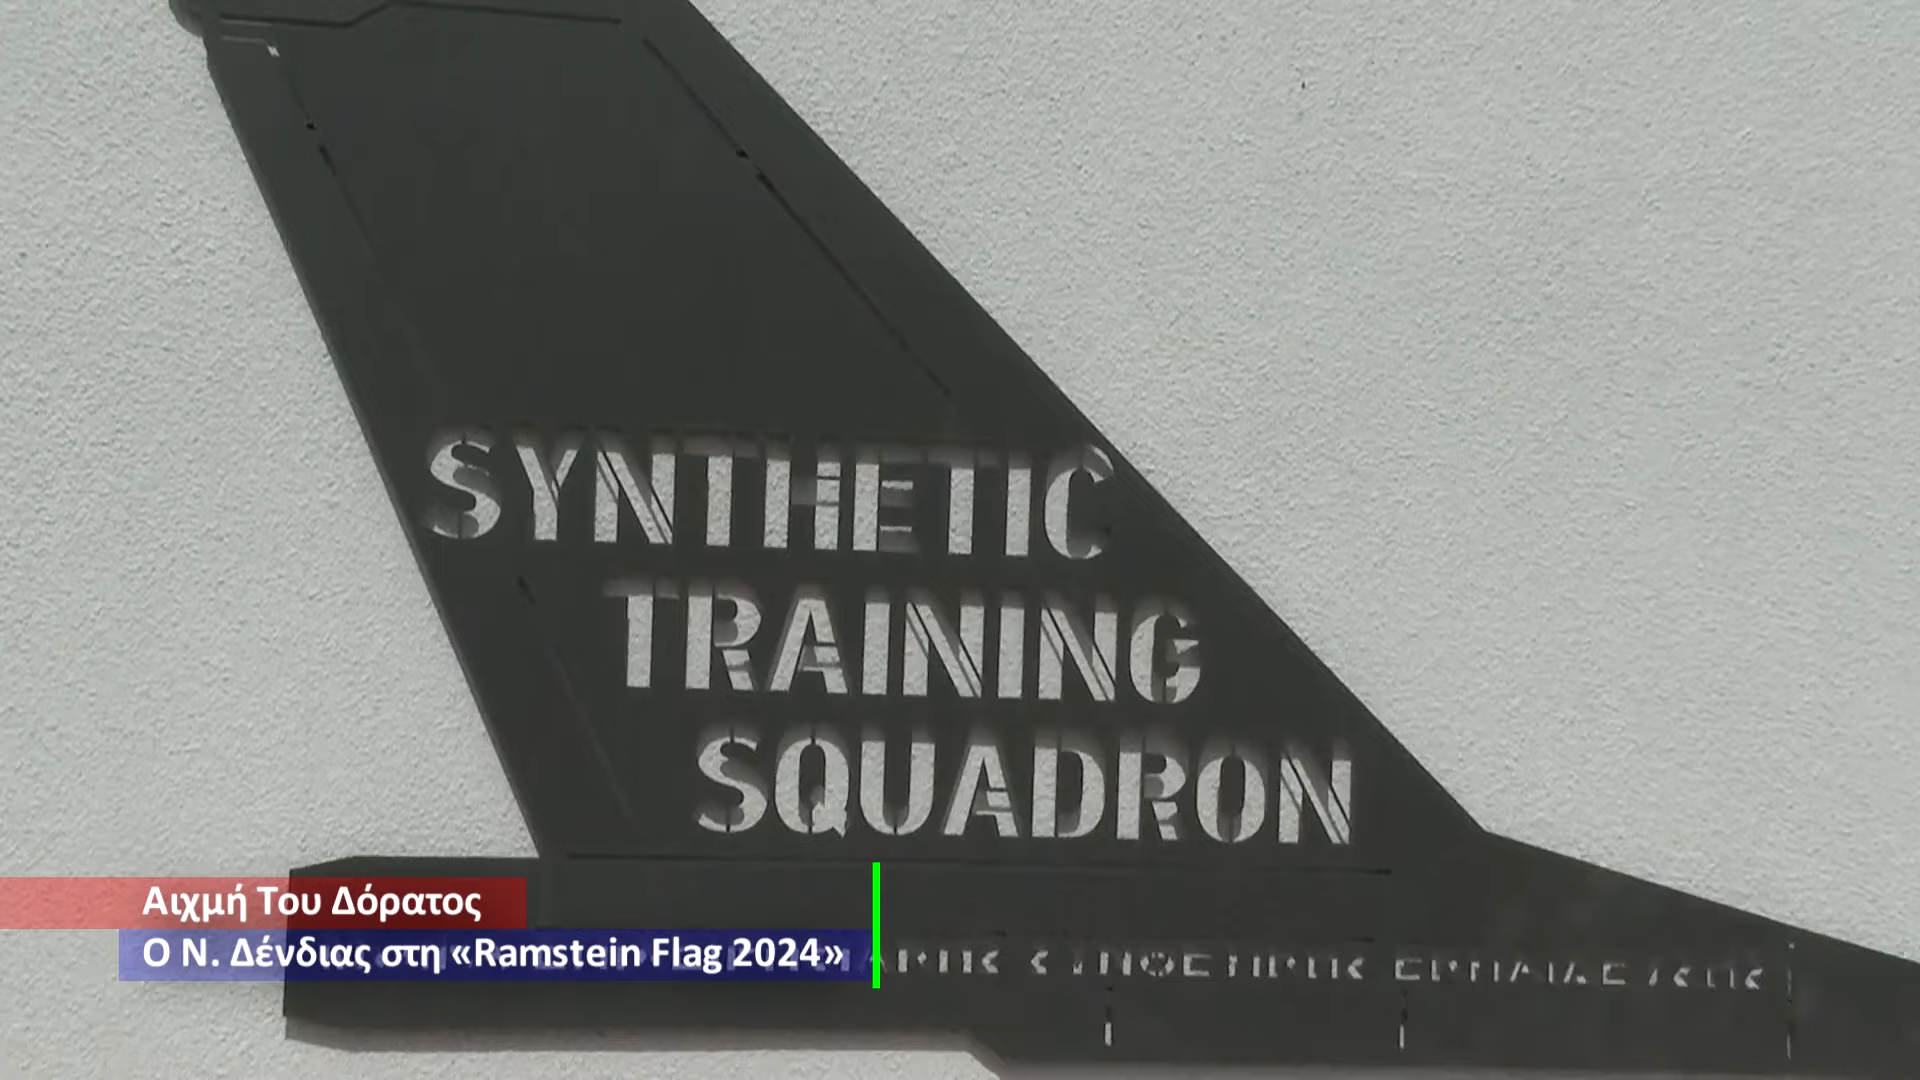 SYNTHETIC
TRAINING
SQUADRON
Αιχμή Του Δόρατος
Ο Ν. Δένδιας στη «Ramstein Flag 2024»